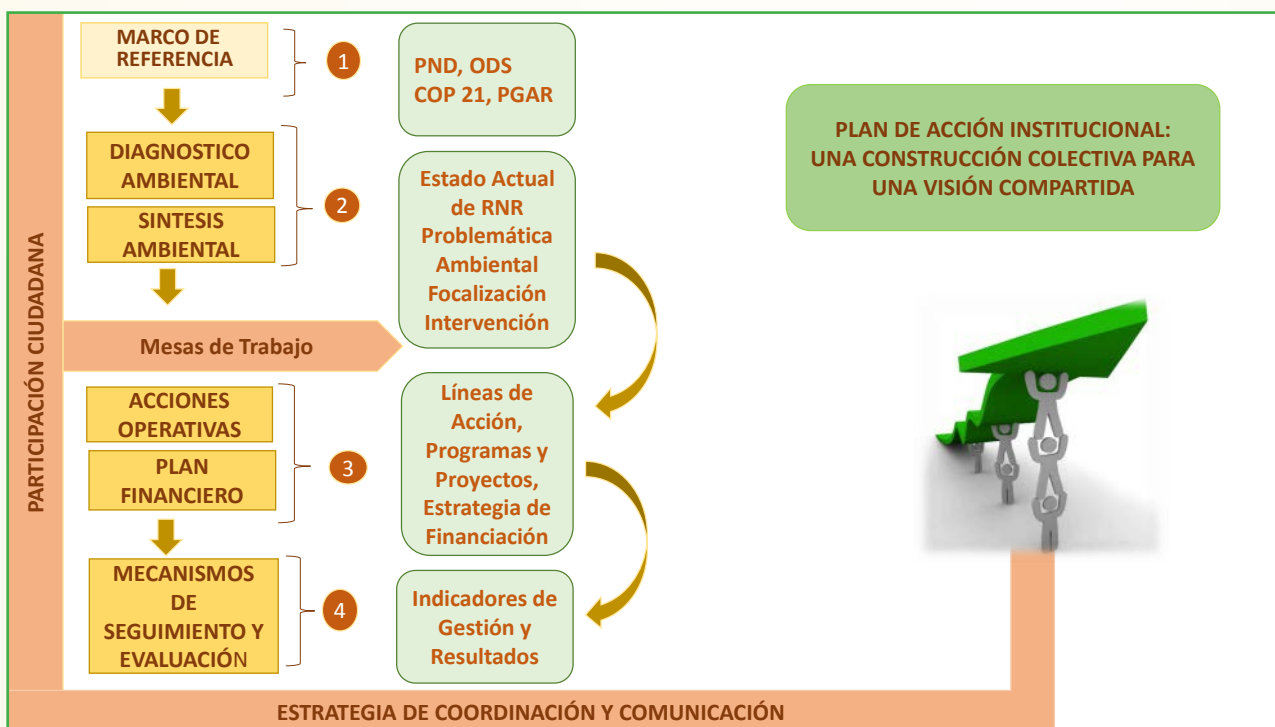 MARCO DE
REFERENCIA
1
PND, ODS
COP 21, PGAR
PLAN DE ACCIÓN INSTITUCIONAL:
UNA CONSTRUCCIÓN COLECTIVA PARA
UNA VISIÓN COMPARTIDA
DIAGNOSTICO
AMBIENTAL
SINTESIS
AMBIENTAL
2
Estado Actual
de RNR
Problemática
Ambiental
Focalización
Intervención
PARTICIPACIÓN CIUDADANA
Mesas de Trabajo
ACCIONES
OPERATIVAS
PLAN
FINANCIERO
3
Líneas de
Acción,
Programas y
Proyectos,
Estrategia de
Financiación
MECANISMOS
DE
SEGUIMIENTO Y
EVALUACIÓN
4
Indicadores de
Gestión y
Resultados
ESTRATEGIA DE COORDINACIÓN Y COMUNICACIÓN